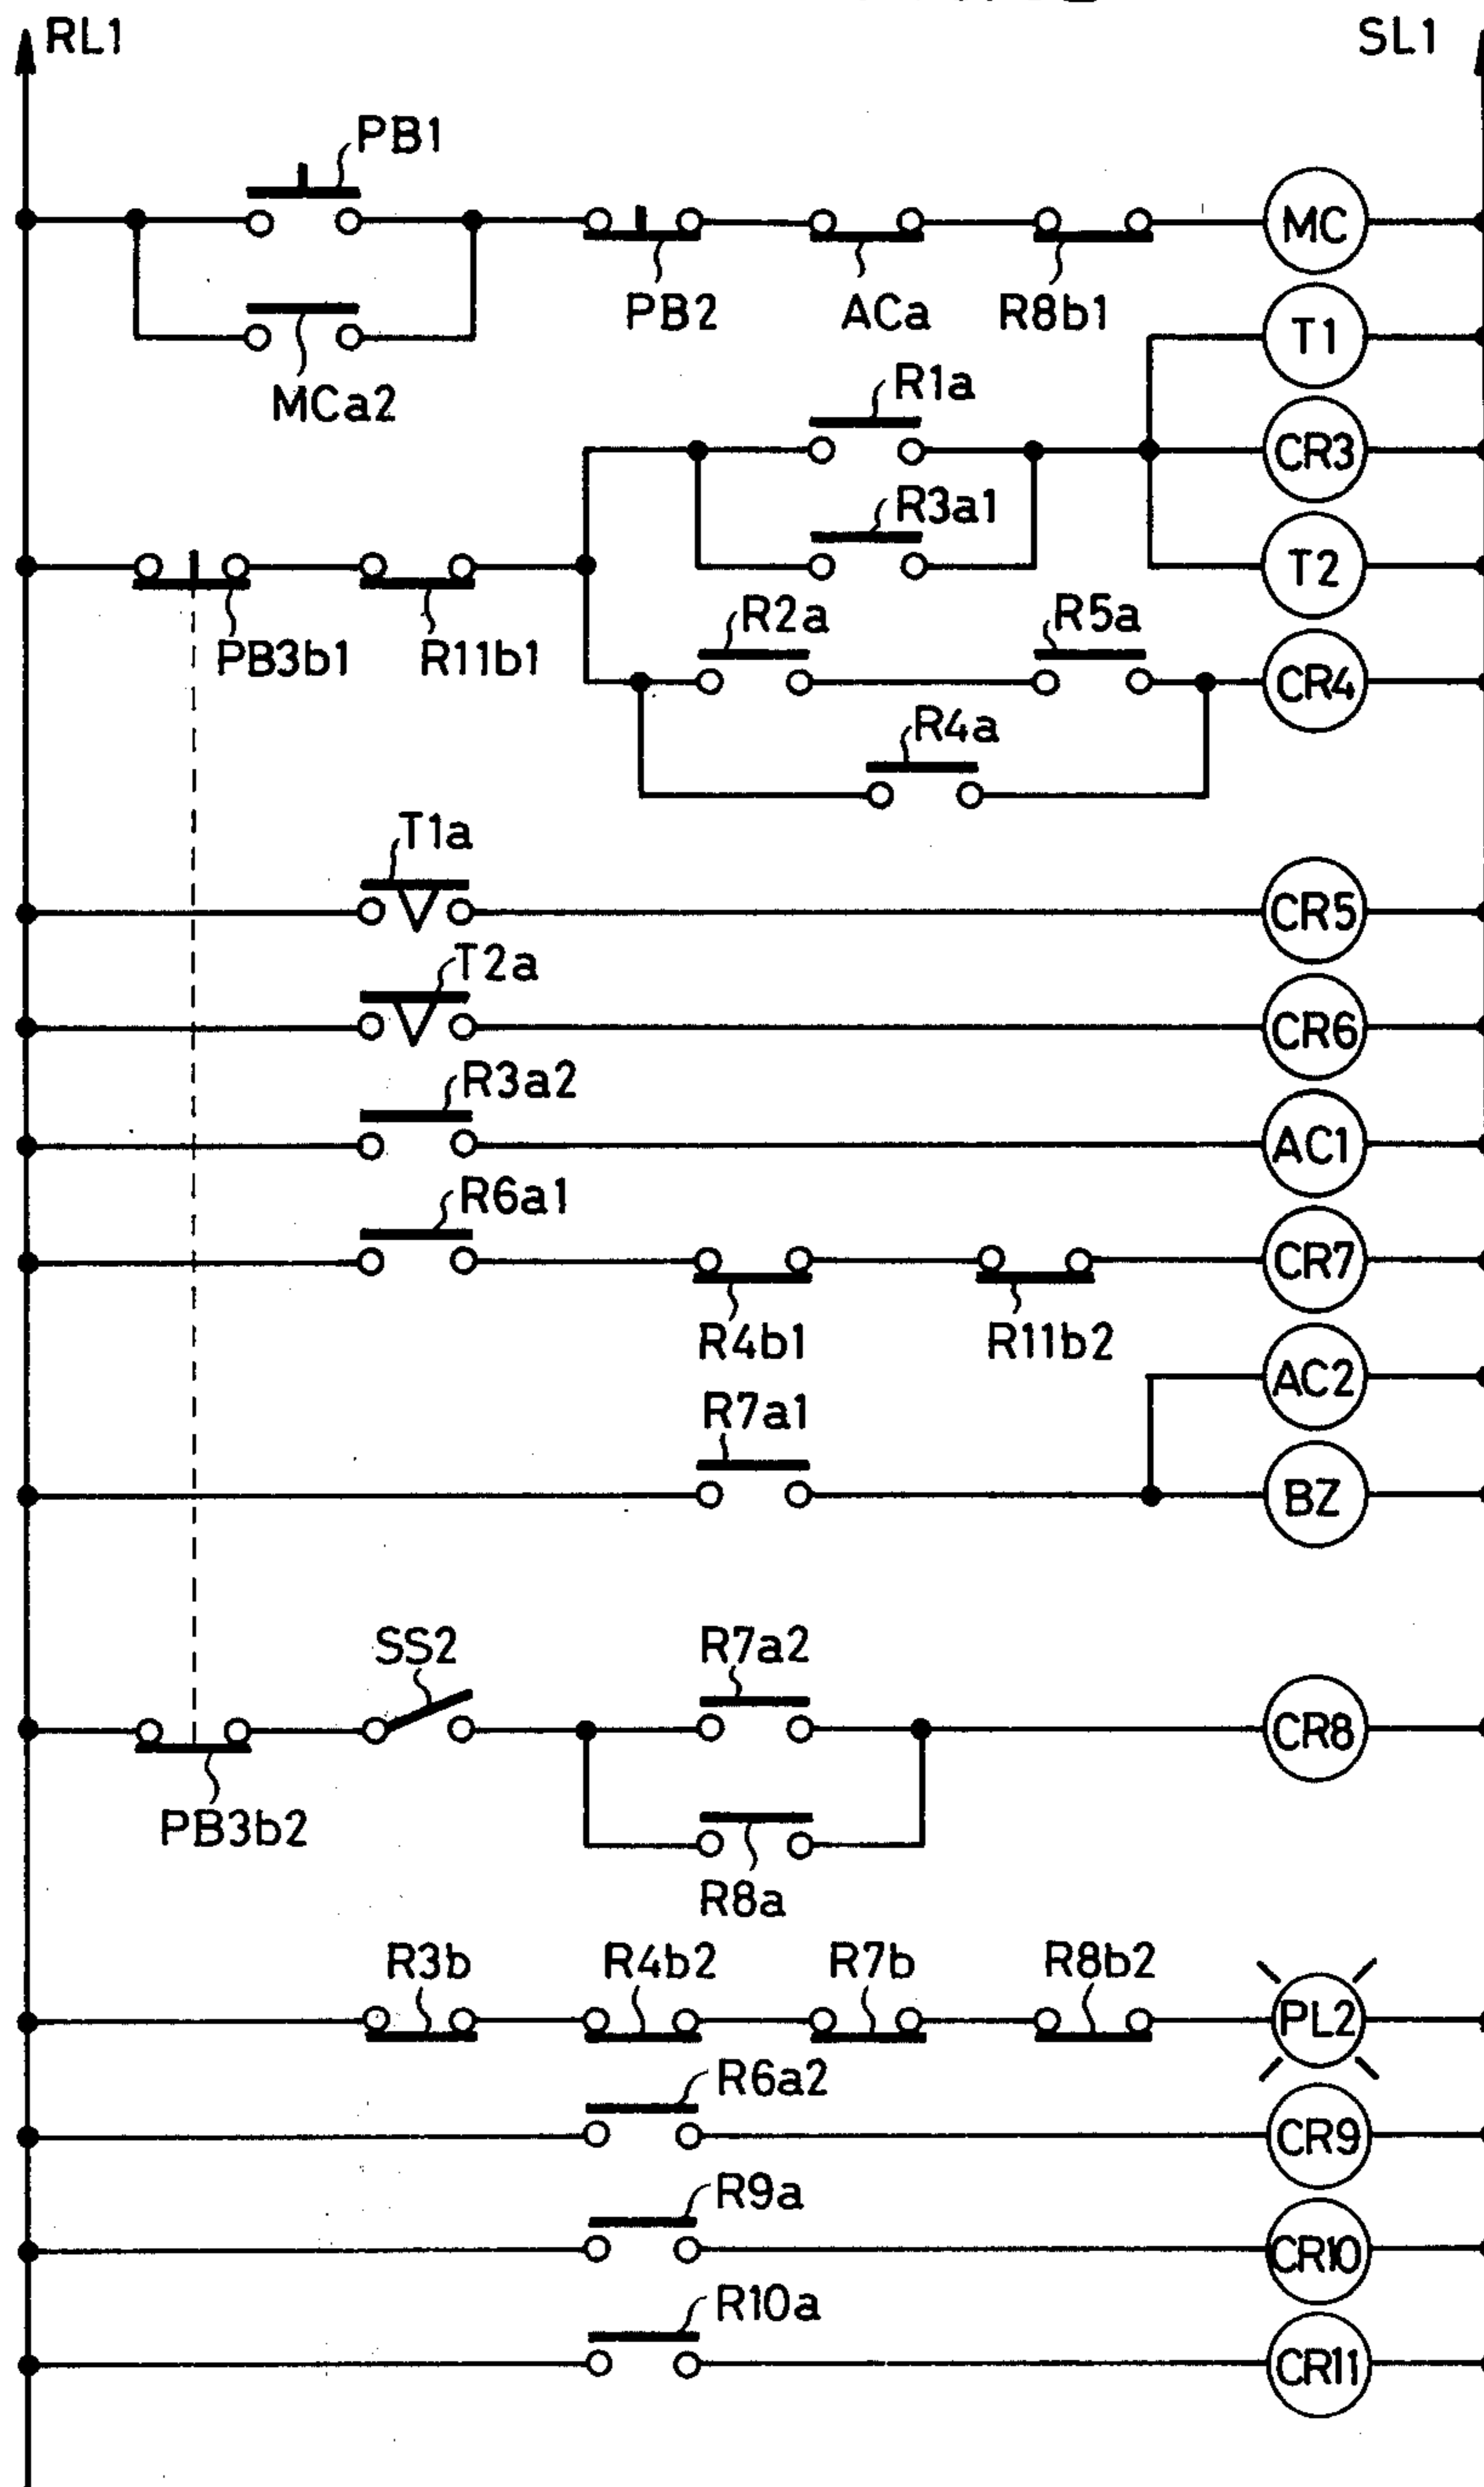 RL1 SL1
PB1
MC
PB2 ACa R8b1
T1
MCa2
R1a
CR3
R3a1
T2
R2a R5a
PB3b1 R11b1
CR4
R4a
T1a
CR5
T2a
CR6
R3a2
AC1
R6a1
CR7
R4b1 R11b2
AC2
R7a1
BZ
SS2 R7a2
CR8
PB3b2
R8a
R3b R4b2 R7b R8b2
PL2
R6a2
CR9
R9a
CR10
R10a
CR11